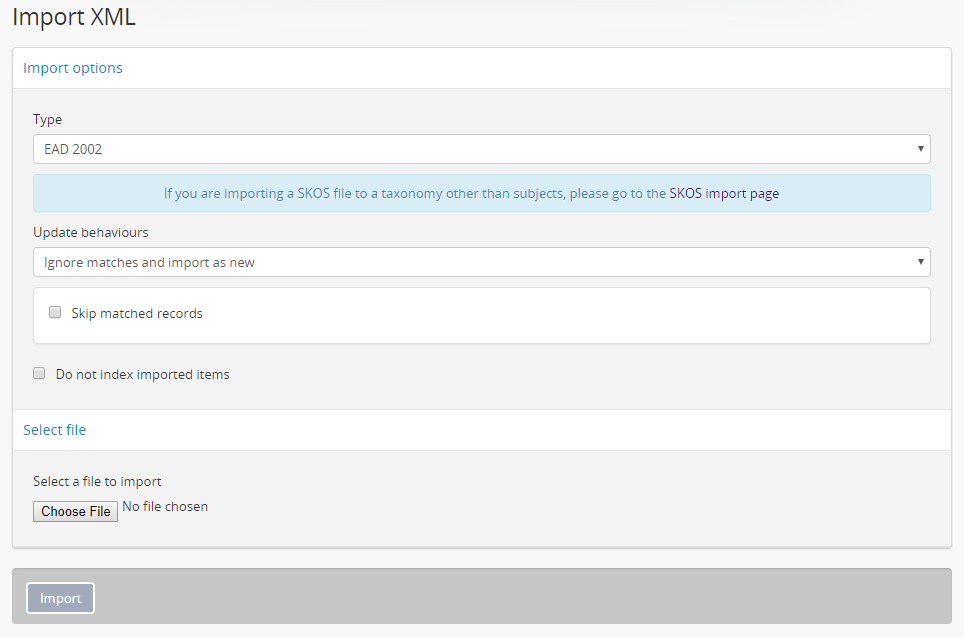 Import XML
Import options
Type
EAD 2002
If you are importing a SKOS file to a taxonomy other than subjects, please go to the SKOS import page
Update behaviours
Ignore matches and import as new
Skip matched records
Do not index imported items
Select file
Select a file to import
Choose File No file chosen
Import